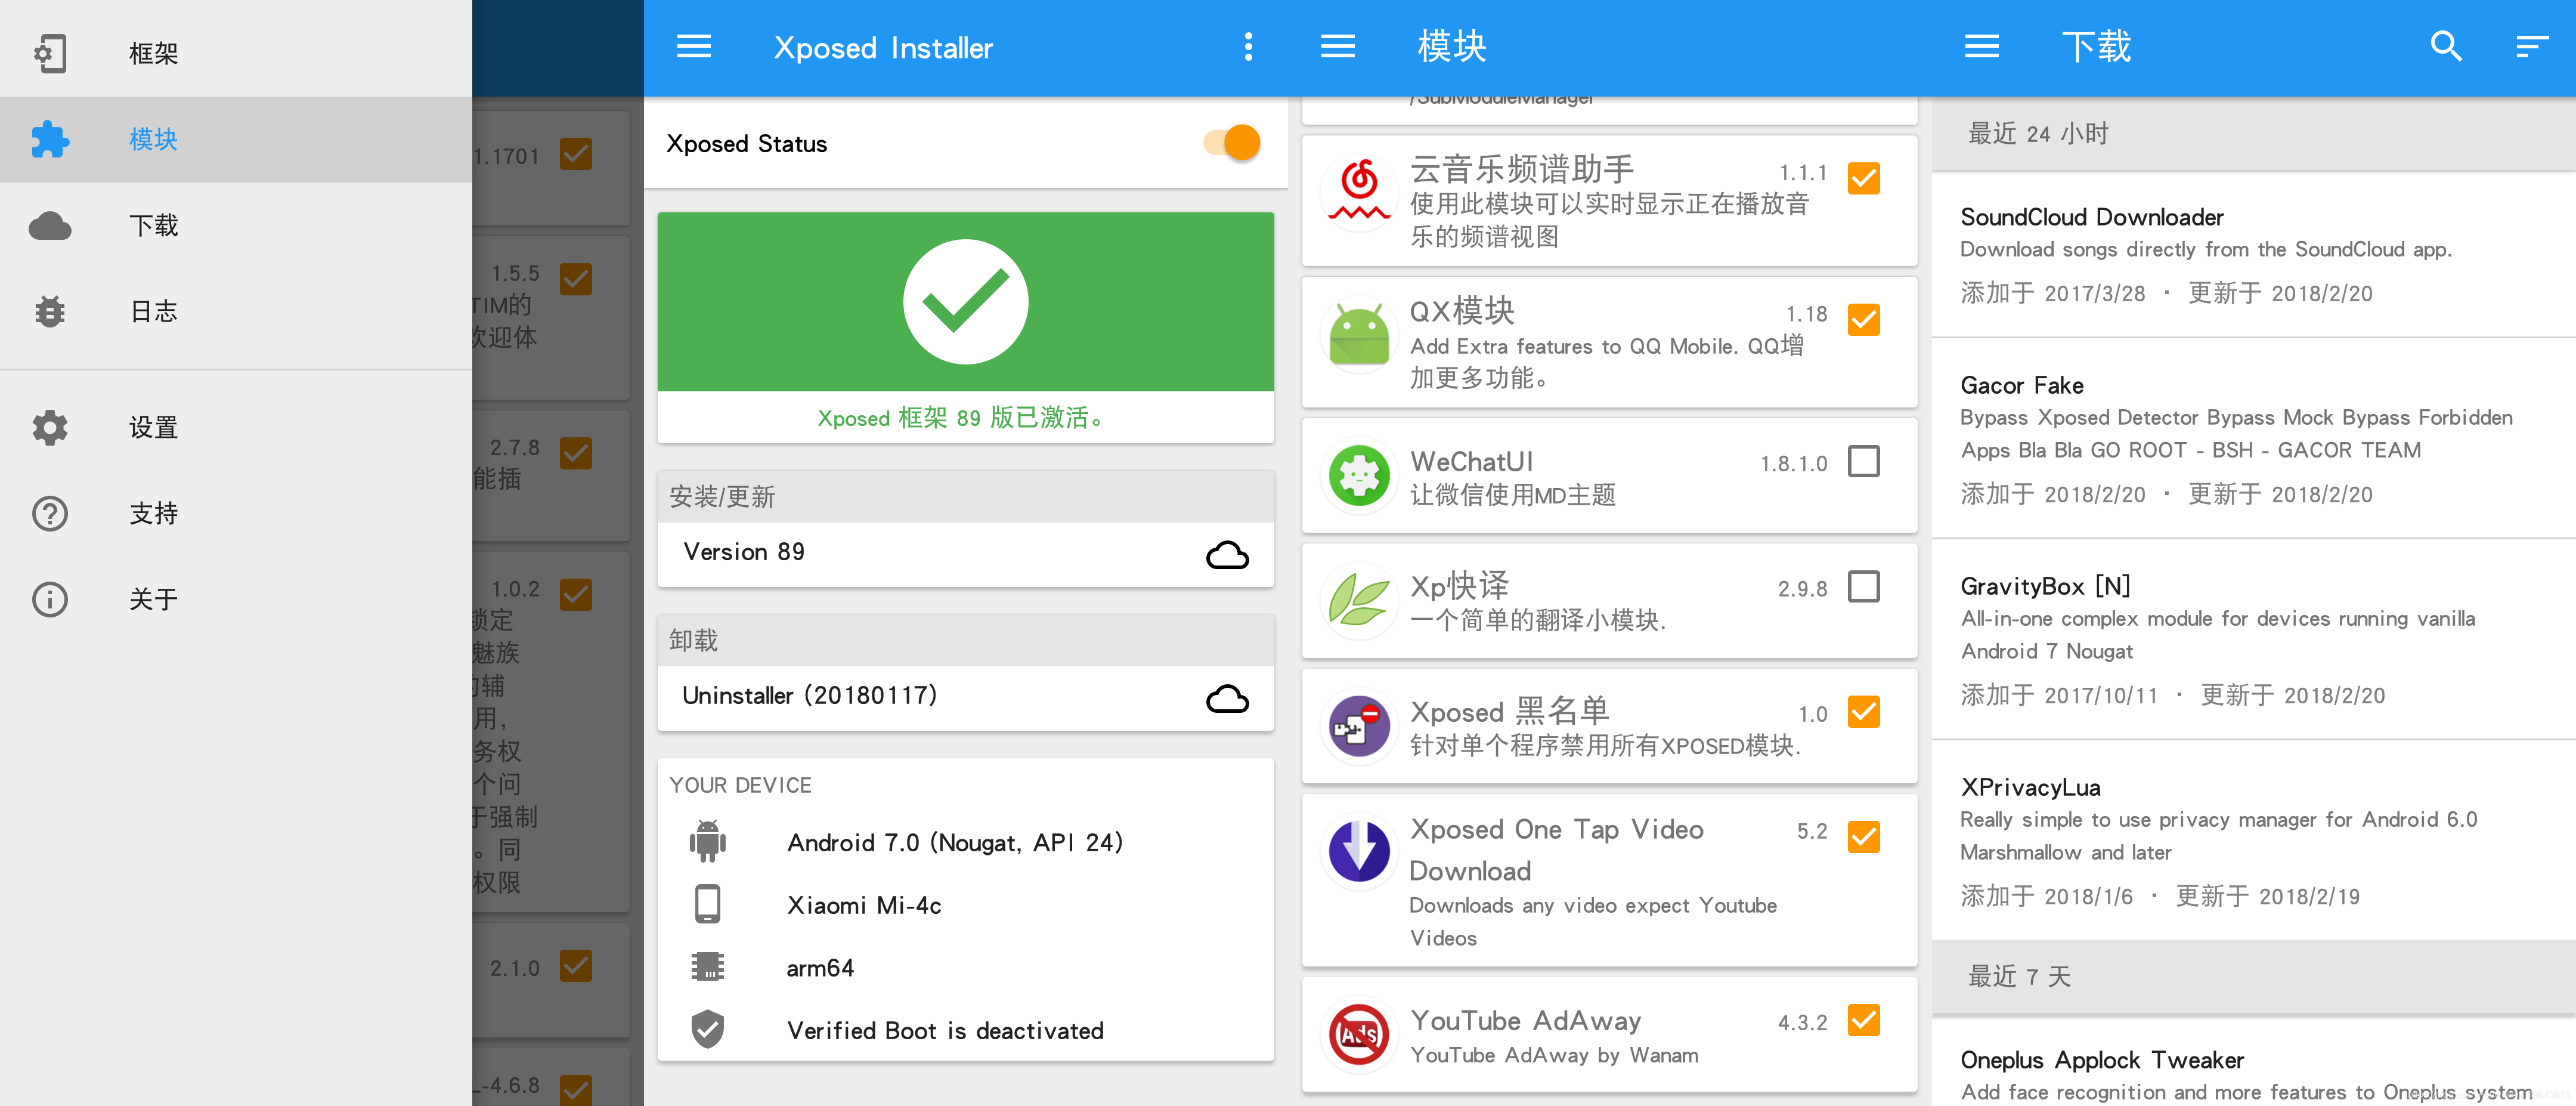 框架
模块
下载
日志
设置
支持
关于
1.1701
1.5.5
TIM的
欢迎体
2.7.8
能插
1.0.2
锁定
魅族
的辅
用，
务权
个问
于强制
。同
权限
2.1.0
-4.6.8
Xposed Installer
Xposed Status
Xposed 框架 89 版已激活。
安装/更新
Version 89
卸载
Uninstaller (20180117)
YOUR DEVICE
Android 7.0 (Nougat, API 24)
Xiaomi Mi-4c
arm64
Verified Boot is deactivated
模块
/SubModuleManager
云音乐频谱助手 1.1.1
使用此模块可以实时显示正在播放音
乐的频谱视图
QX模块 1.18
Add Extra features to QQ Mobile. QQ增
加更多功能。
WeChatUI 1.8.1.0
让微信使用MD主题
Xp快译 2.9.8
一个简单的翻译小模块.
Xposed 黑名单 1.0
针对单个程序禁用所有XPOSED模块.
Xposed One Tap Video 5.2
Download
Downloads any video expect Youtube
Videos
Ads
YouTube AdAway 4.3.2
YouTube AdAway by Wanam
下载
最近 24 小时
SoundCloud Downloader
Download songs directly from the SoundCloud app.
添加于 2017/3/28 · 更新于 2018/2/20
Gacor Fake
Bypass Xposed Detector Bypass Mock Bypass Forbidden
Apps Bla Bla GO ROOT - BSH - GACOR TEAM
添加于 2018/2/20 · 更新于 2018/2/20
GravityBox [N]
All-in-one complex module for devices running vanilla
Android 7 Nougat
添加于 2017/10/11 · 更新于 2018/2/20
XPrivacyLua
Really simple to use privacy manager for Android 6.0
Marshmallow and later
添加于 2018/1/6 · 更新于 2018/2/19
最近 7 天
Oneplus Applock Tweaker
Add face recognition and more features to Oneplus system